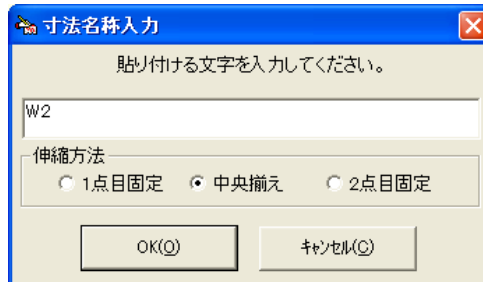 寸法名称入力
貼り付ける文字を入力してください。
W2
伸縮方法
1点目固定 中央揃え 2点目固定
OK(O) ｷｬﾝｾﾙ(C)